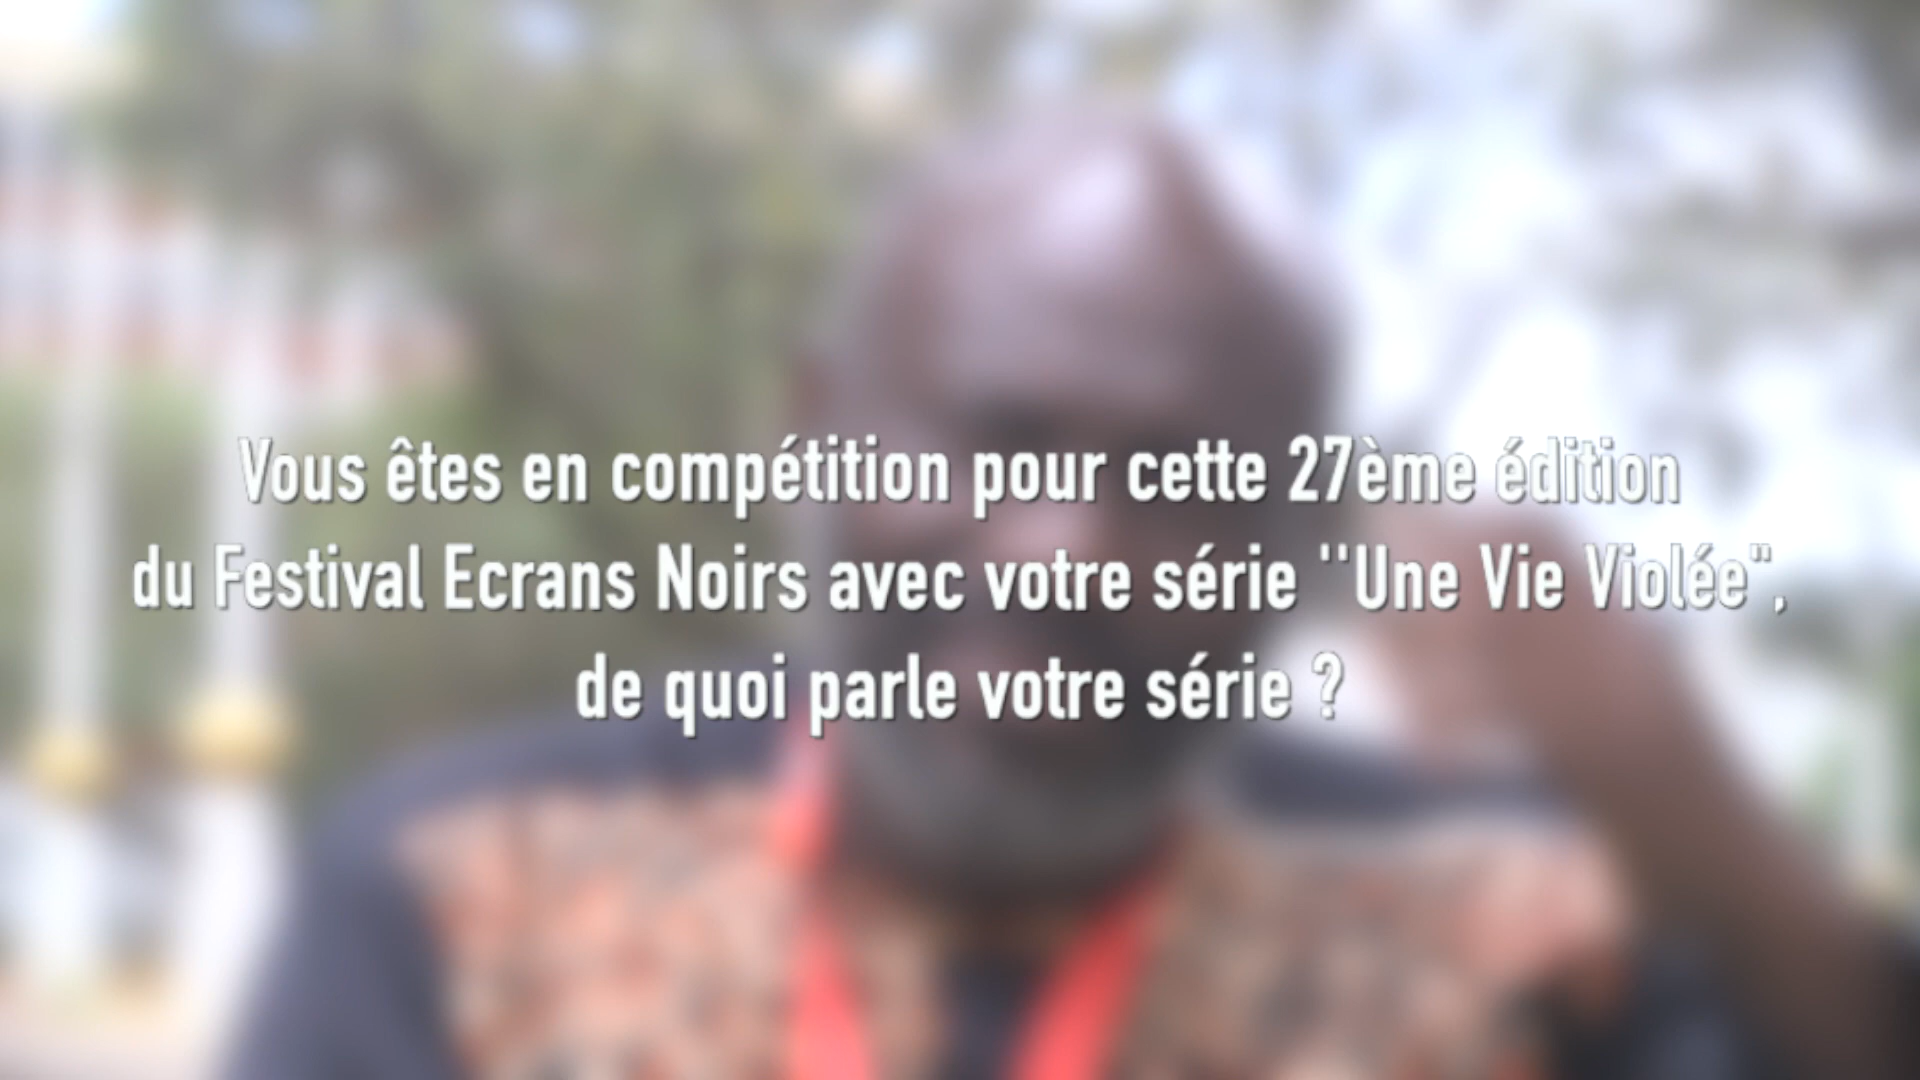 Vous êtes en compétition pour cette 27ème édition
du Festival Ecrans Noirs avec votre série ''Une Vie Violée",
de quoi parle votre série ?